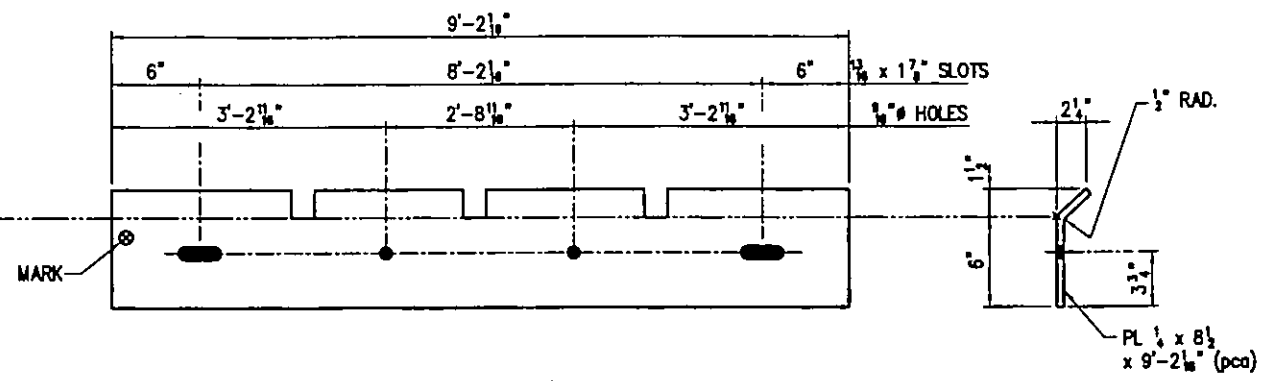 9'-2 1/16"
6" 8'-2 1/16" 6" 13/16 x 1 7/8" SLOTS
3'-2 11/16" 2'-8 11/16" 3'-2 11/16" 9/16"ø HOLES
2 1/4" 1/2" RAD.
1 1/2"
MARK
6"
3 3/4"
PL 1/4 x 8 1/2
x 9'-2 1/16" (pca)